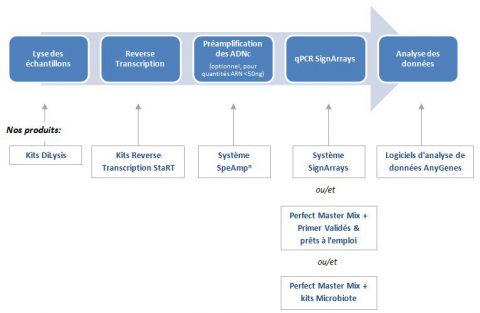 Lyse des
échantillons
Reverse
Transcription
Préamplification
des ADNc
(optionnel, pour
quantités ARN <50ng)
qPCR SignArrays
Analyse des
données
Nos produits:
Kits DiLysis
Kits Reverse
Transcription StaRT
Système
SpeAmpⁿ
Système
SignArrays
Logiciels d'analyse de
données AnyGenes
ou/et
Perfect Master Mix +
Primer Validés &
prêts à l'emploi
ou/et
Perfect Master Mix +
kits Microbiote